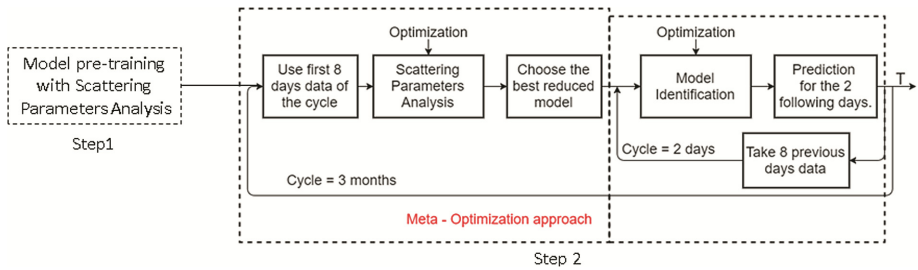 Model pre-training
with Scattering
Parameters Analysis
Step1
Optimization
Use first 8
days data of
the cycle
Scattering
Parameters
Analysis
Choose the
best reduced
model
Cycle = 3 months
Meta - Optimization approach
Optimization
Model
Identification
Prediction
for the 2
following days.
T
Cycle = 2 days
Take 8 previous
days data
Step 2